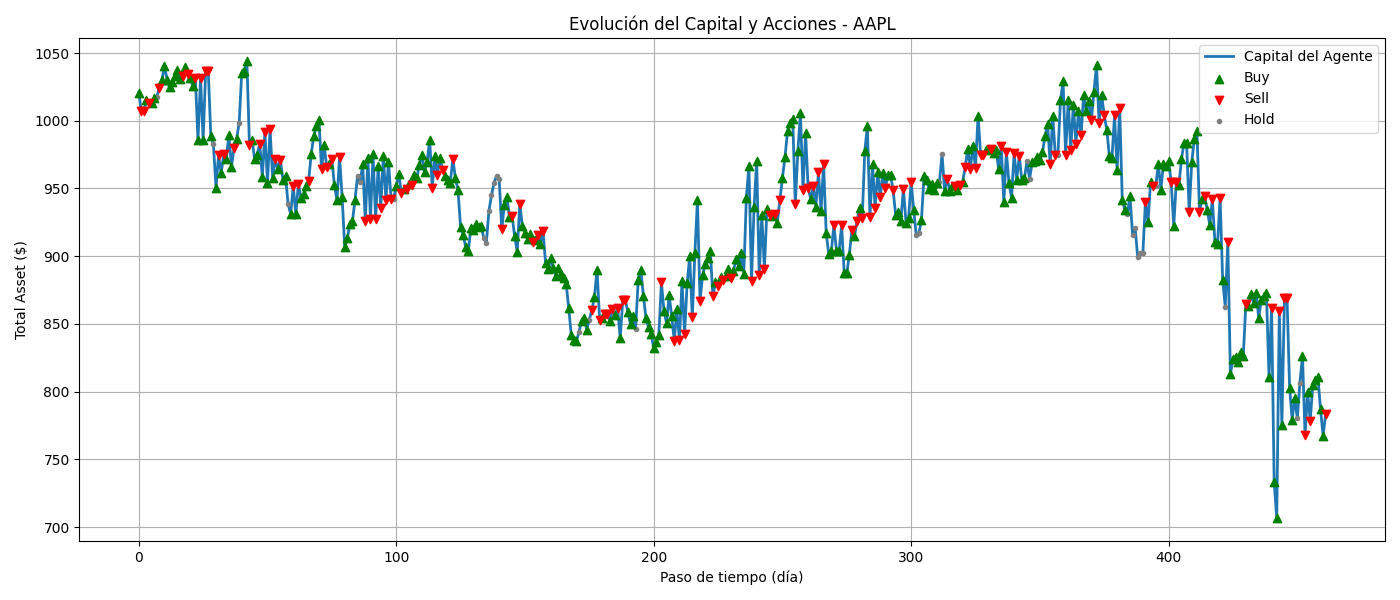 Evolución del Capital y Acciones - AAPL
Total Asset ($)
1050
1000
950
900
850
800
750
700
Capital del Agente
Buy
Sell
Hold
0
100
200
300
400
Paso de tiempo (día)